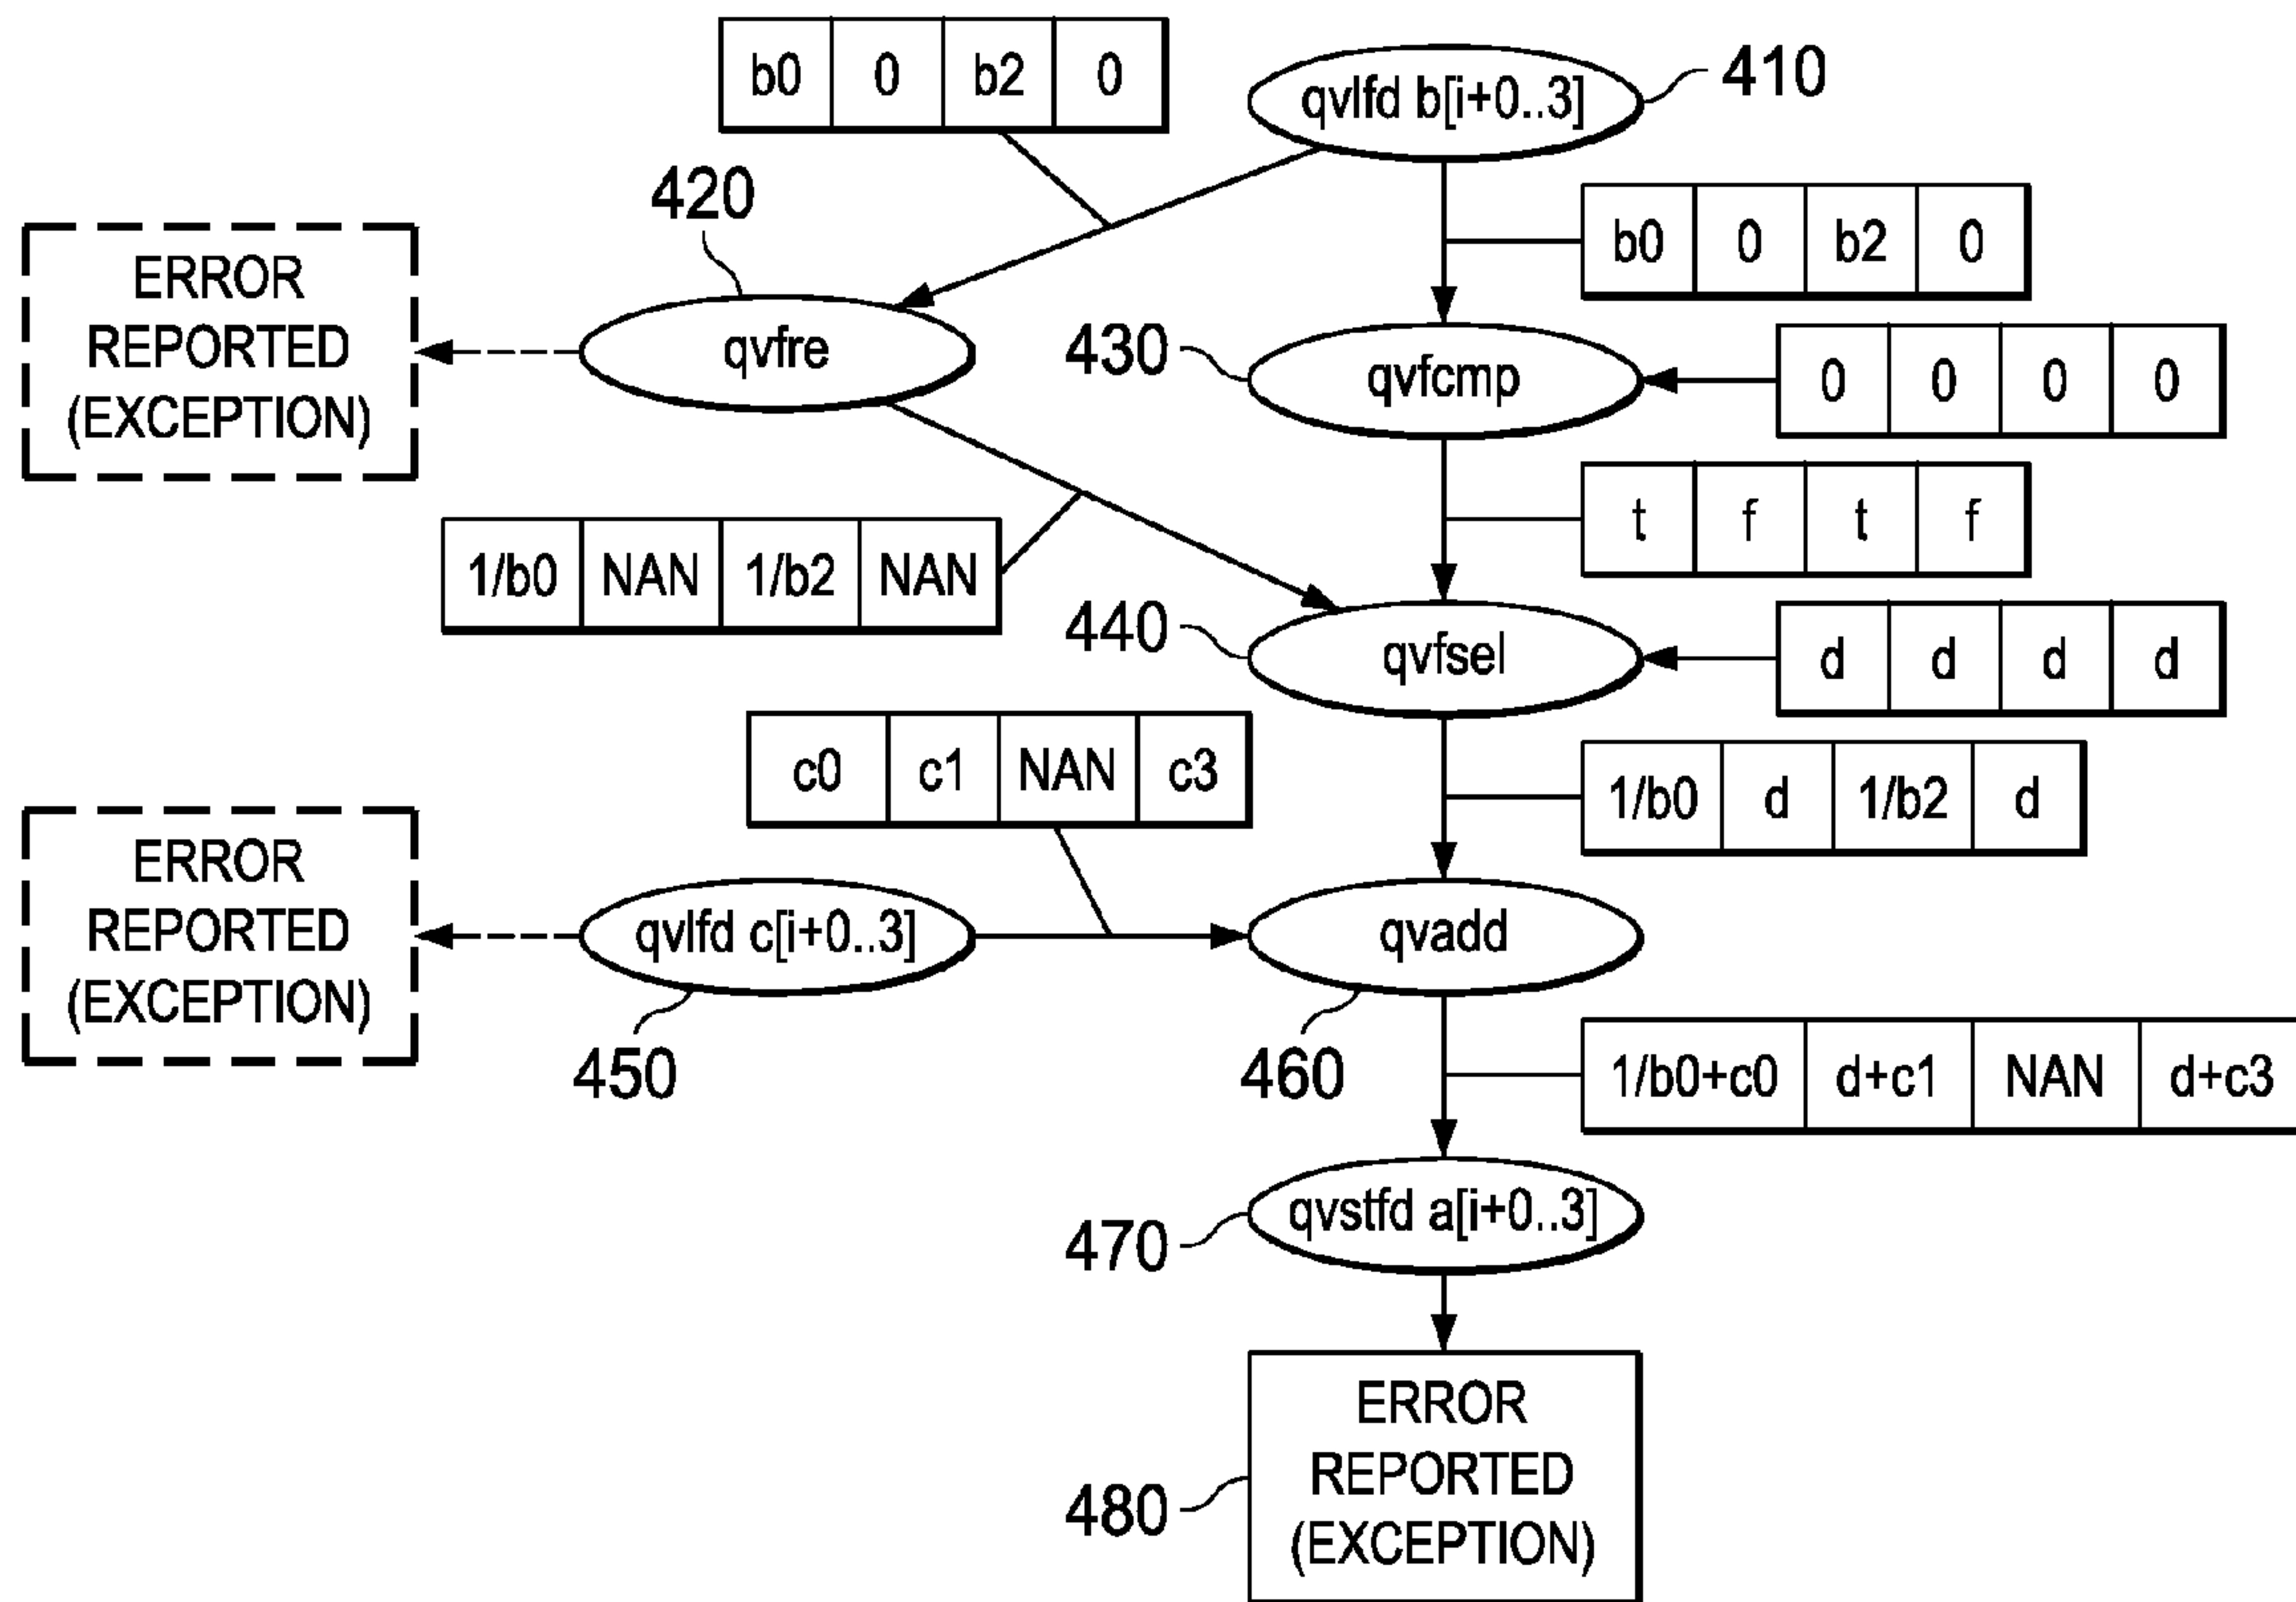 b0 0 b2 0
qvlfd b[i+0..3]
410
b0 0 b2 0
420
ERROR
REPORTED
(EXCEPTION)
qvfre
430
qvfcmp
0 0 0 0
t f t f
1/b0 NAN 1/b2 NAN
440
qvfsel
d d d d
c0 c1 NAN c3
1/b0 d 1/b2 d
ERROR
REPORTED
(EXCEPTION)
qvlfd c[i+0..3]
qvadd
450
460
1/b0+c0 d+c1 NAN d+c3
qvstfd a[i+0..3]
470
ERROR
REPORTED
(EXCEPTION)
480